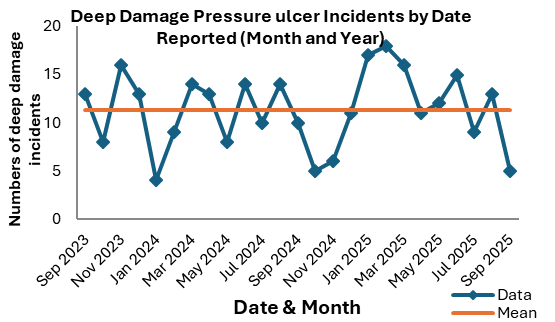 Deep Damage Pressure ulcer Incidents by Date
Reported (Month and Year)
Numbers of deep damage
incidents
20
15
10
5
0
Sep 2023
Nov 2023
Jan 2024
Mar 2024
May 2024
Jul 2024
Sep 2024
Nov 2024
Jan 2025
Mar 2025
May 2025
Jul 2025
Sep 2025
Date & Month
Data
Mean